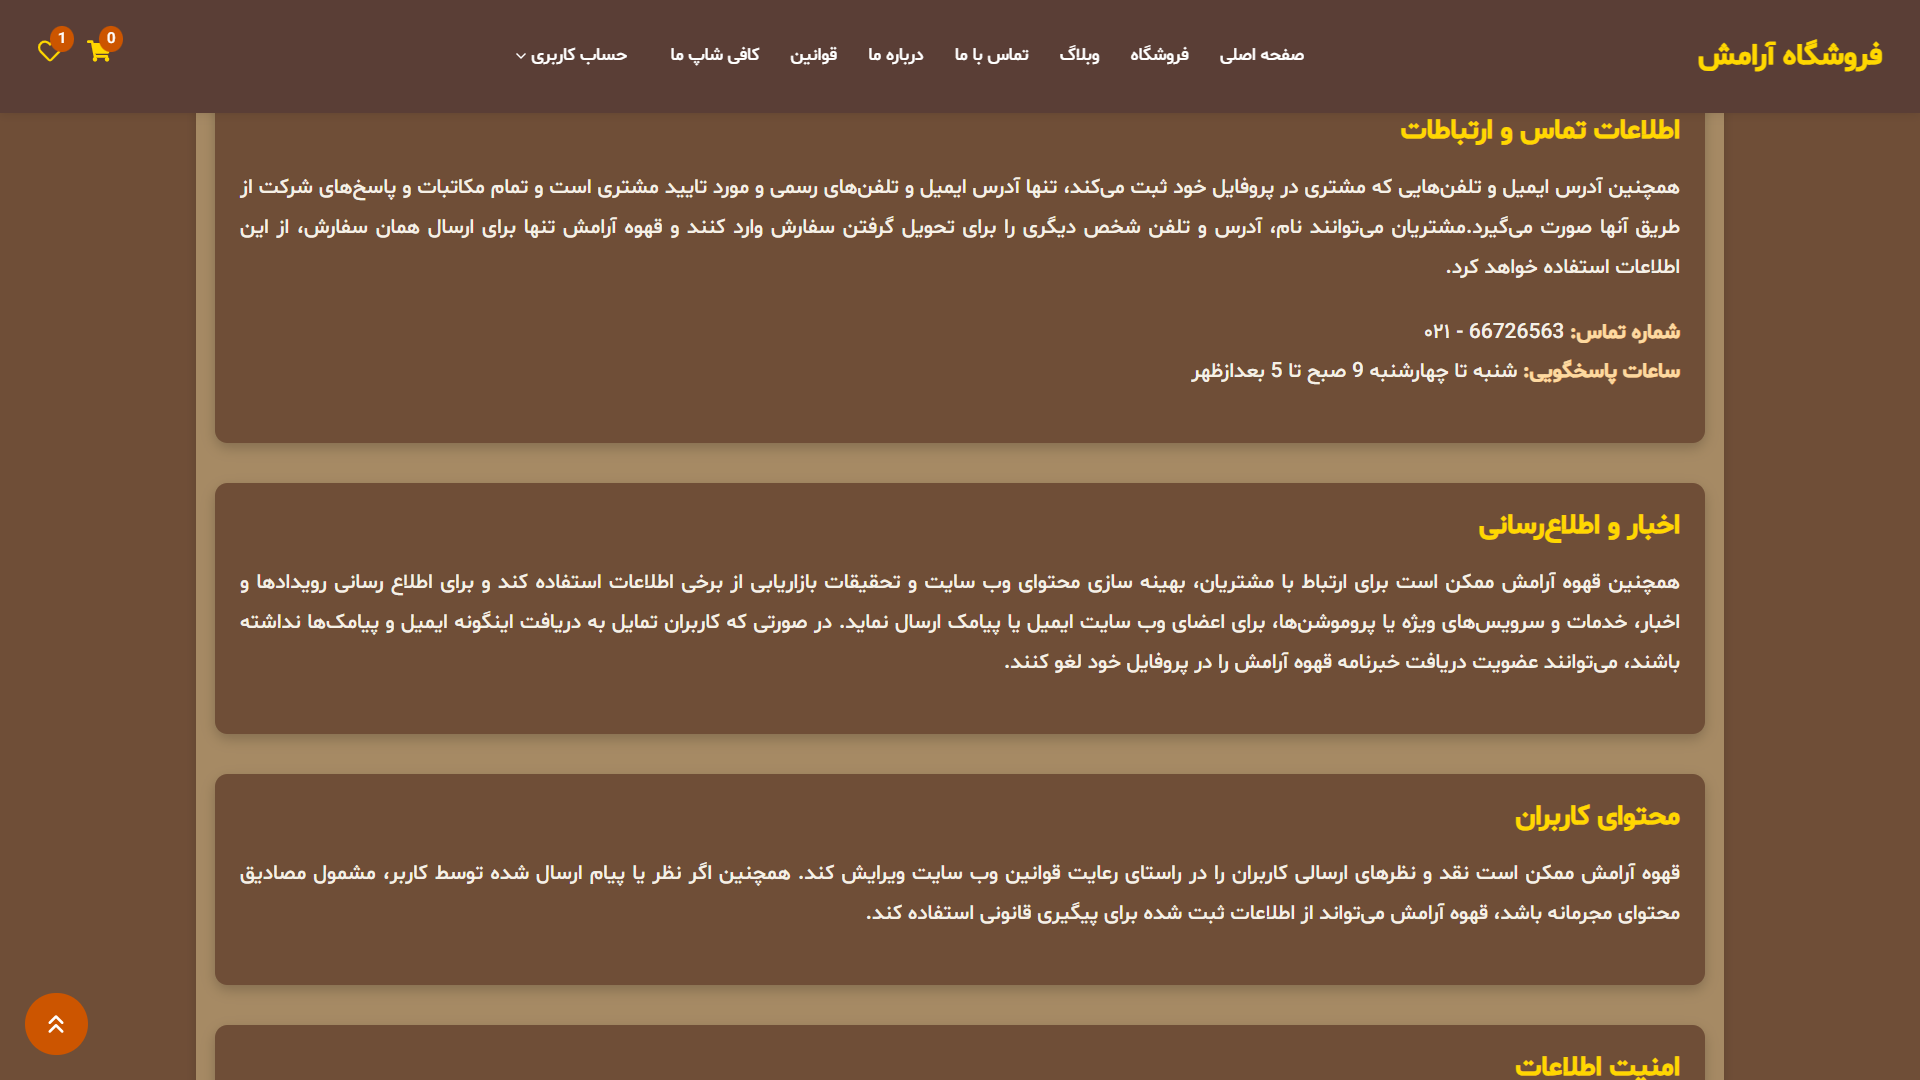 فروشگاه آرامش
صفحه اصلی
فروشگاه
وبلاگ
تماس با ما
درباره ما
قوانین
کافی شاپ ما
حساب کاربری
0
1
اطلاعات تماس و ارتباطات
همچنین آدرس ایمیل و تلفن‌هایی که مشتری در پروفایل خود ثبت می‌کند، تنها آدرس ایمیل و تلفن‌های رسمی و مورد تایید مشتری است و تمام مکاتبات و پاسخ‌های شرکت از
طریق آنها صورت می‌گیرد.مشتریان می‌توانند نام، آدرس و تلفن شخص دیگری را برای تحویل گرفتن سفارش وارد کنند و قهوه آرامش تنها برای ارسال همان سفارش، از این
اطلاعات استفاده خواهد کرد.
شماره تماس: 66726563 - ۰۲۱
ساعات پاسخگویی: شنبه تا چهارشنبه 9 صبح تا 5 بعدازظهر
اخبار و اطلاع‌رسانی
همچنین قهوه آرامش ممکن است برای ارتباط با مشتریان، بهینه سازی محتوای وب سایت و تحقیقات بازاریابی از برخی اطلاعات استفاده کند و برای اطلاع رسانی رویدادها و
اخبار، خدمات و سرویس‌های ویژه یا پروموشن‌ها، برای اعضای وب سایت ایمیل یا پیامک ارسال نماید. در صورتی که کاربران تمایل به دریافت اینگونه ایمیل و پیامک‌ها نداشته
باشند، می‌توانند عضویت دریافت خبرنامه قهوه آرامش را در پروفایل خود لغو کنند.
محتوای کاربران
قهوه آرامش ممکن است نقد و نظرهای ارسالی کاربران را در راستای رعایت قوانین وب سایت ویرایش کند. همچنین اگر نظر یا پیام ارسال شده توسط کاربر، مشمول مصادیق
محتوای مجرمانه باشد، قهوه آرامش می‌تواند از اطلاعات ثبت شده برای پیگیری قانونی استفاده کند.
امنیت اطلاعات